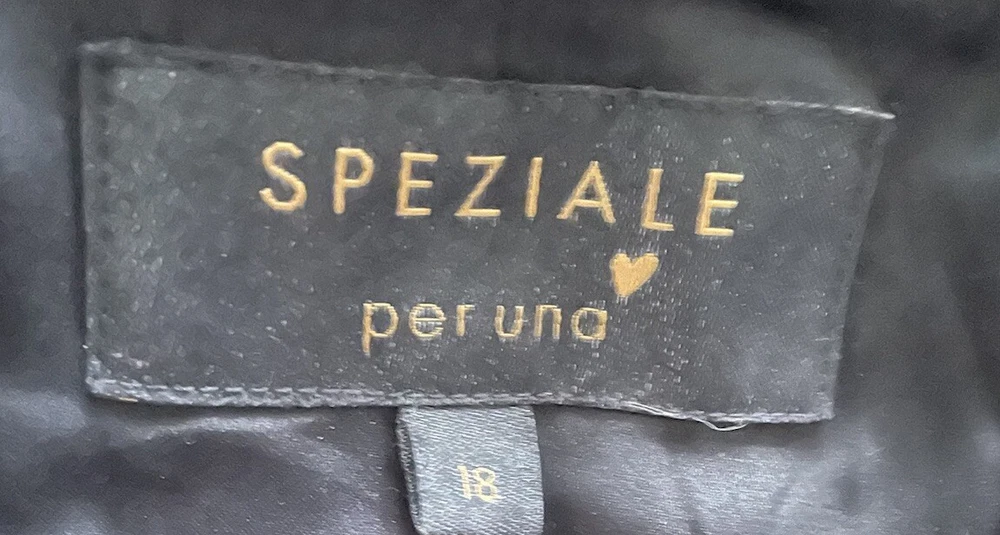 SPEZIALE
per una
18